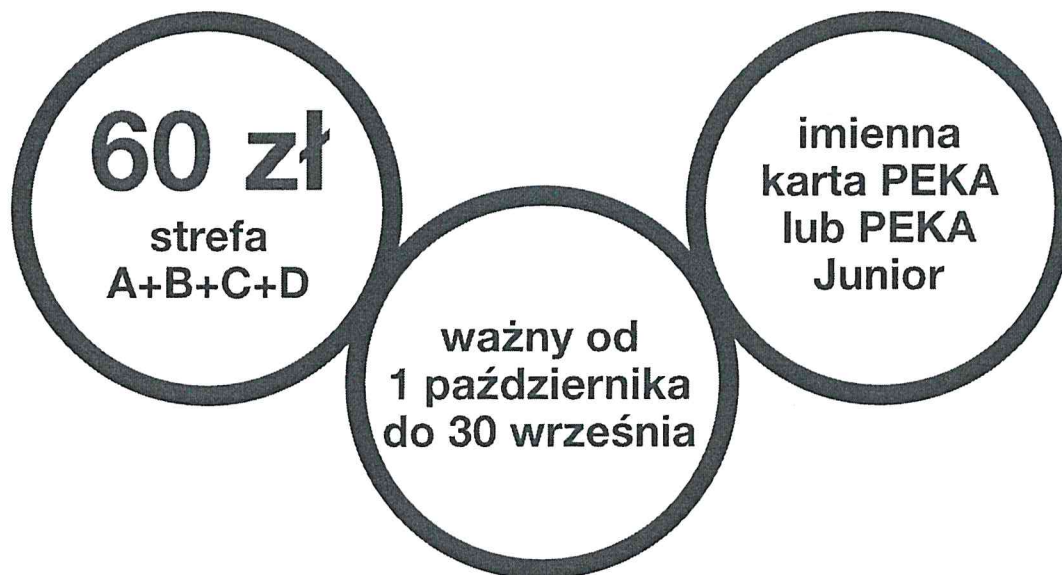 60 zł
strefa
A+B+C+D
ważny od
1 października
do 30 września
imienna
karta PEKA
lub PEKA
Junior